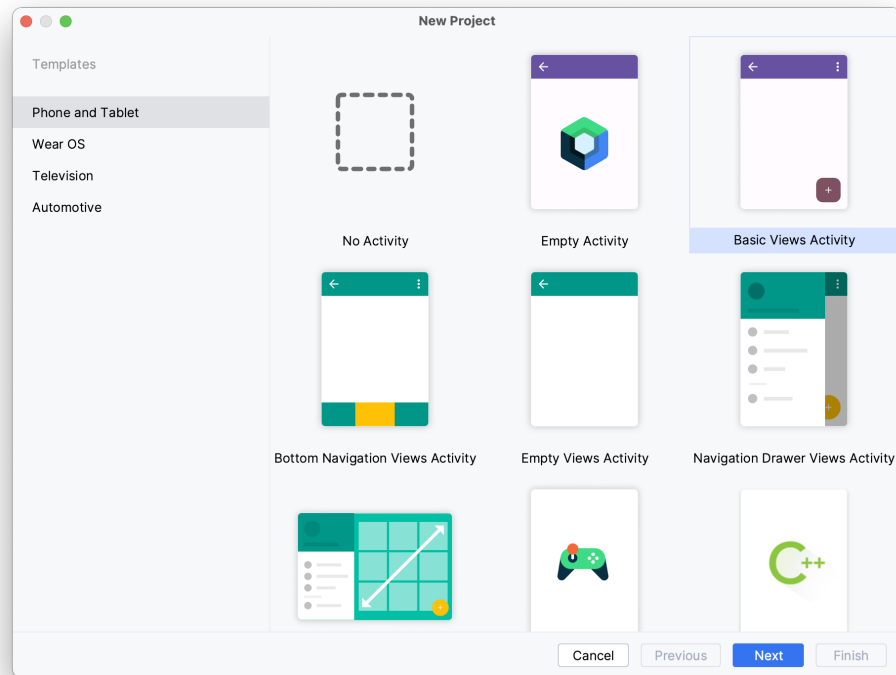 New Project
Templates
Phone and Tablet
Wear OS
Television
Automotive
No Activity
Empty Activity
Basic Views Activity
Bottom Navigation Views Activity
Empty Views Activity
Navigation Drawer Views Activity
C++
Cancel
Previous
Next
Finish